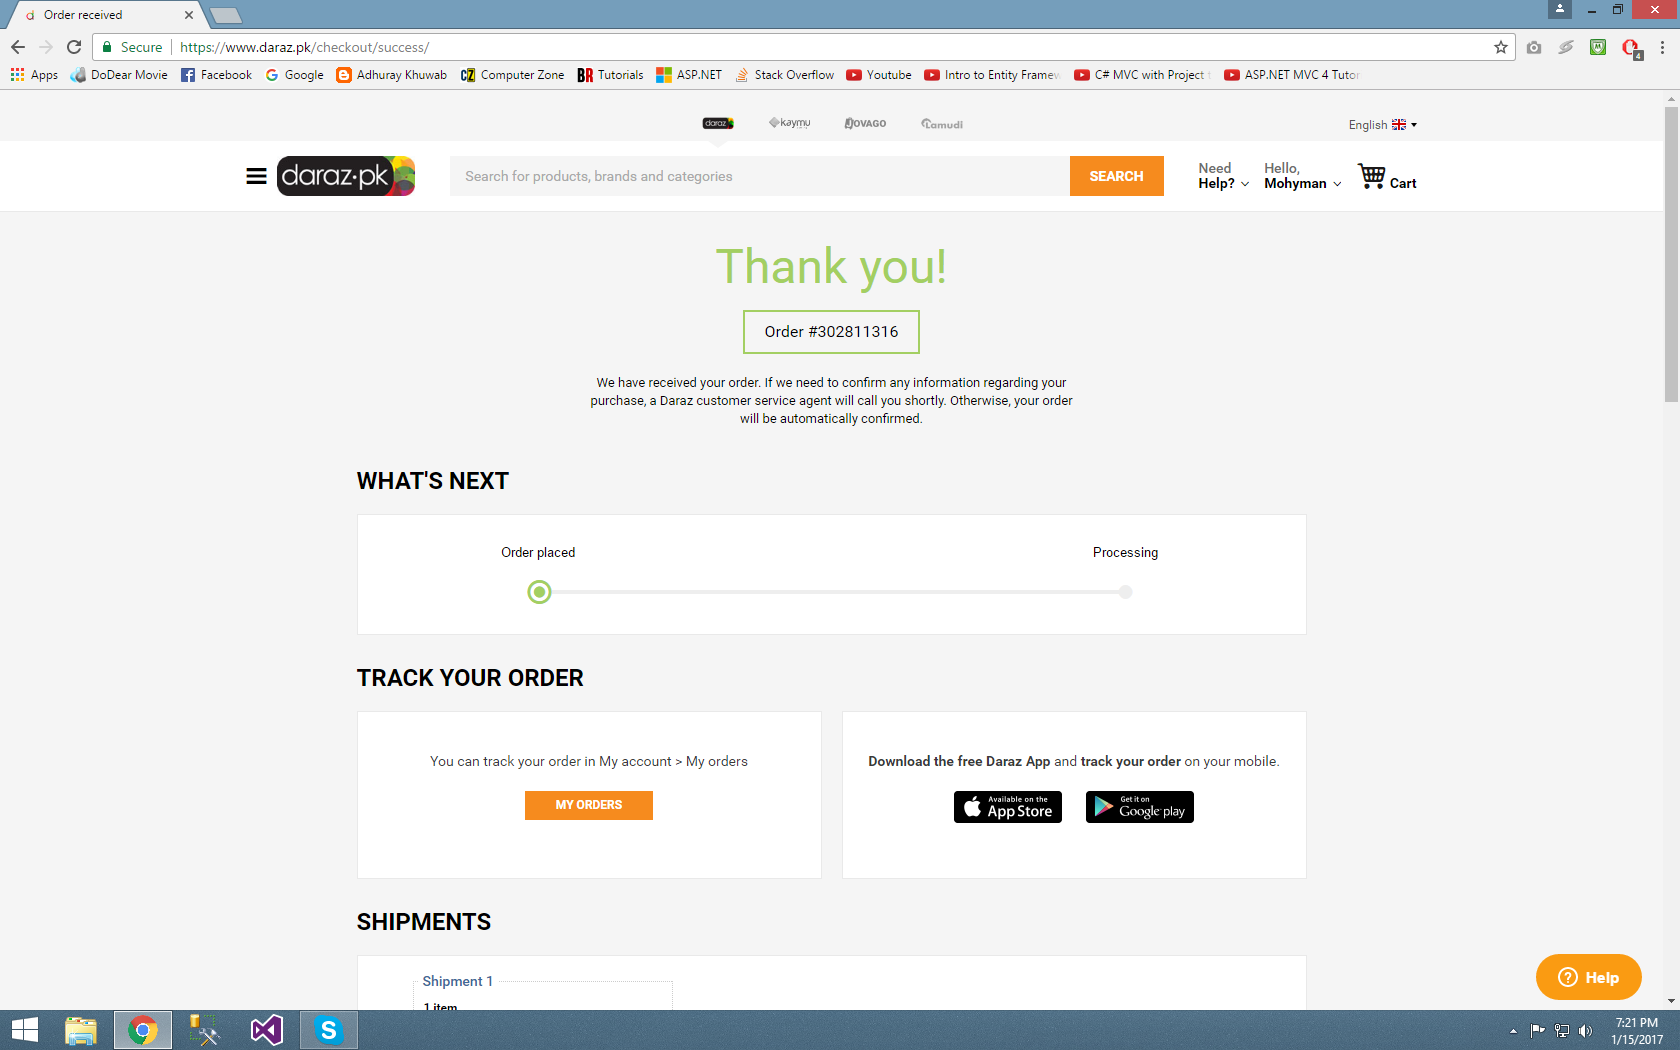 Order received
Secure
https://www.daraz.pk/checkout/success/
4
Apps
DoDear Movie
Facebook
Google
Adhuray Khuwab
Computer Zone
Tutorials
ASP.NET
Stack Overflow
Youtube
Intro to Entity Framew
C# MVC with Project
ASP.NET MVC 4 Tutor
daraz
kaymu
JOVAGO
Lamudi
English
daraz.pk
Search for products, brands and categories
SEARCH
Need
Help?
Hello,
Mohyman
Cart
Thank you!
Order #302811316
We have received your order. If we need to confirm any information regarding your
purchase, a Daraz customer service agent will call you shortly. Otherwise, your order
will be automatically confirmed.
WHAT'S NEXT
Order placed
Processing
TRACK YOUR ORDER
You can track your order in My account > My orders
MY ORDERS
Download the free Daraz App and track your order on your mobile.
Available on the
App Store
Get it on
Google play
SHIPMENTS
Shipment 1
1 item
Help
7:21 PM
1/15/2017